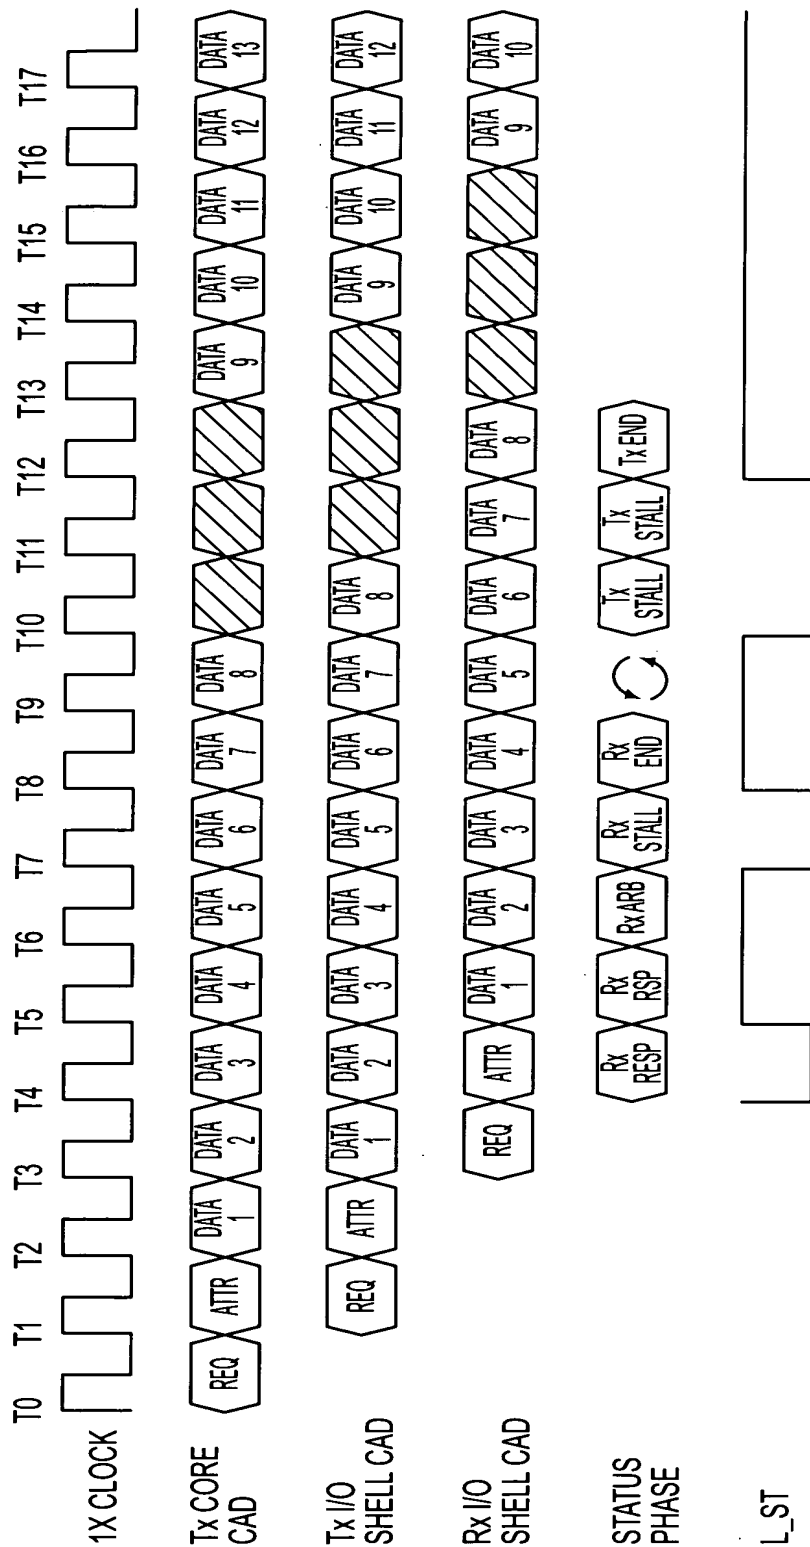 T0 T1 T2 T3 T4 T5 T6 T7 T8 T9 T10 T11 T12 T13 T14 T15 T16 T17
1X CLOCK
Tx CORE
CAD
REQ ATTR DATA 1 DATA 2 DATA 3 DATA 4 DATA 5 DATA 6 DATA 7 DATA 8 DATA 9 DATA 10 DATA 11 DATA 12 DATA 13
Tx I/O
SHELL CAD
REQ ATTR DATA 1 DATA 2 DATA 3 DATA 4 DATA 5 DATA 6 DATA 7 DATA 8 DATA 9 DATA 10 DATA 11 DATA 12
Rx I/O
SHELL CAD
REQ ATTR DATA 1 DATA 2 DATA 3 DATA 4 DATA 5 DATA 6 DATA 7 DATA 8 DATA 9 DATA 10
STATUS
PHASE
Rx RESP Rx RSP Rx ARB Rx STALL Rx END Tx STALL Tx STALL Tx END
L_ST